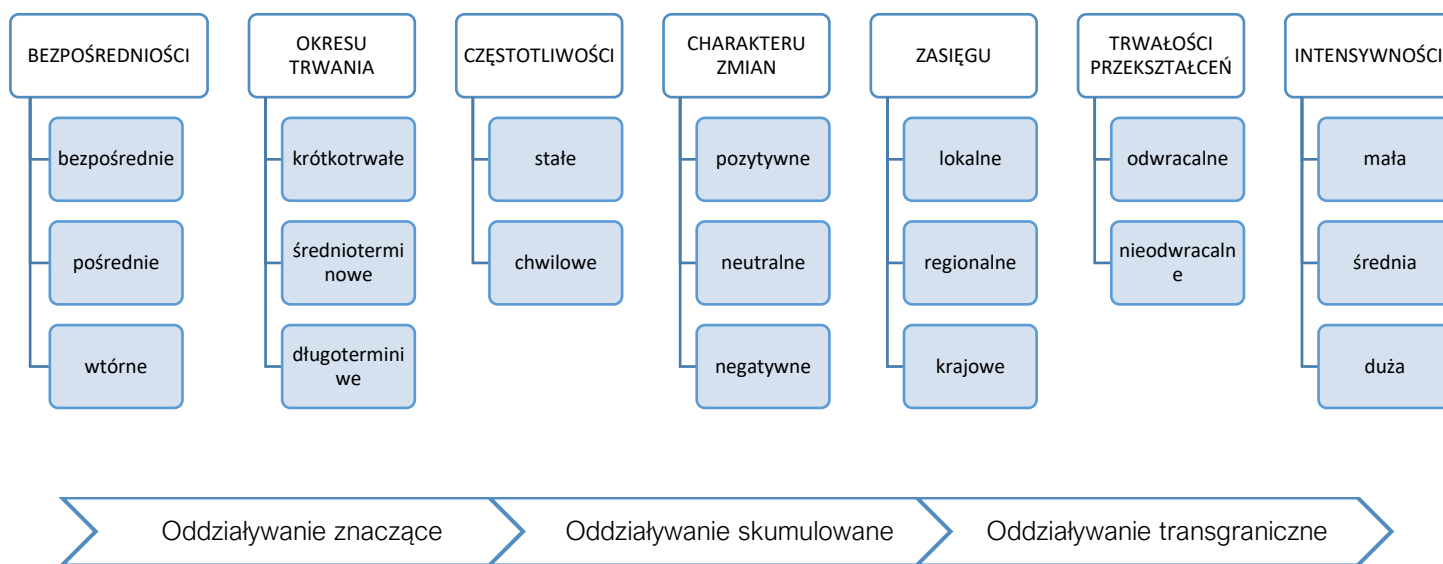 BEZPOŚREDNIOŚCI
bezpośrednie
pośrednie
wtórne
OKRESU
TRWANIA
krótkotrwałe
średniotermi
nowe
długotermini
we
CZĘSTOTLIWOŚCI
stałe
chwilowe
CHARAKTERU
ZMIAN
pozytywne
neutralne
negatywne
ZASIĘGU
lokalne
regionalne
krajowe
TRWAŁOŚCI
PRZEKSZTAŁCEŃ
odwracalne
nieodwracaln
e
INTENSYWNOŚCI
mała
średnia
duża
Oddziaływanie znaczące
Oddziaływanie skumulowane
Oddziaływanie transgraniczne